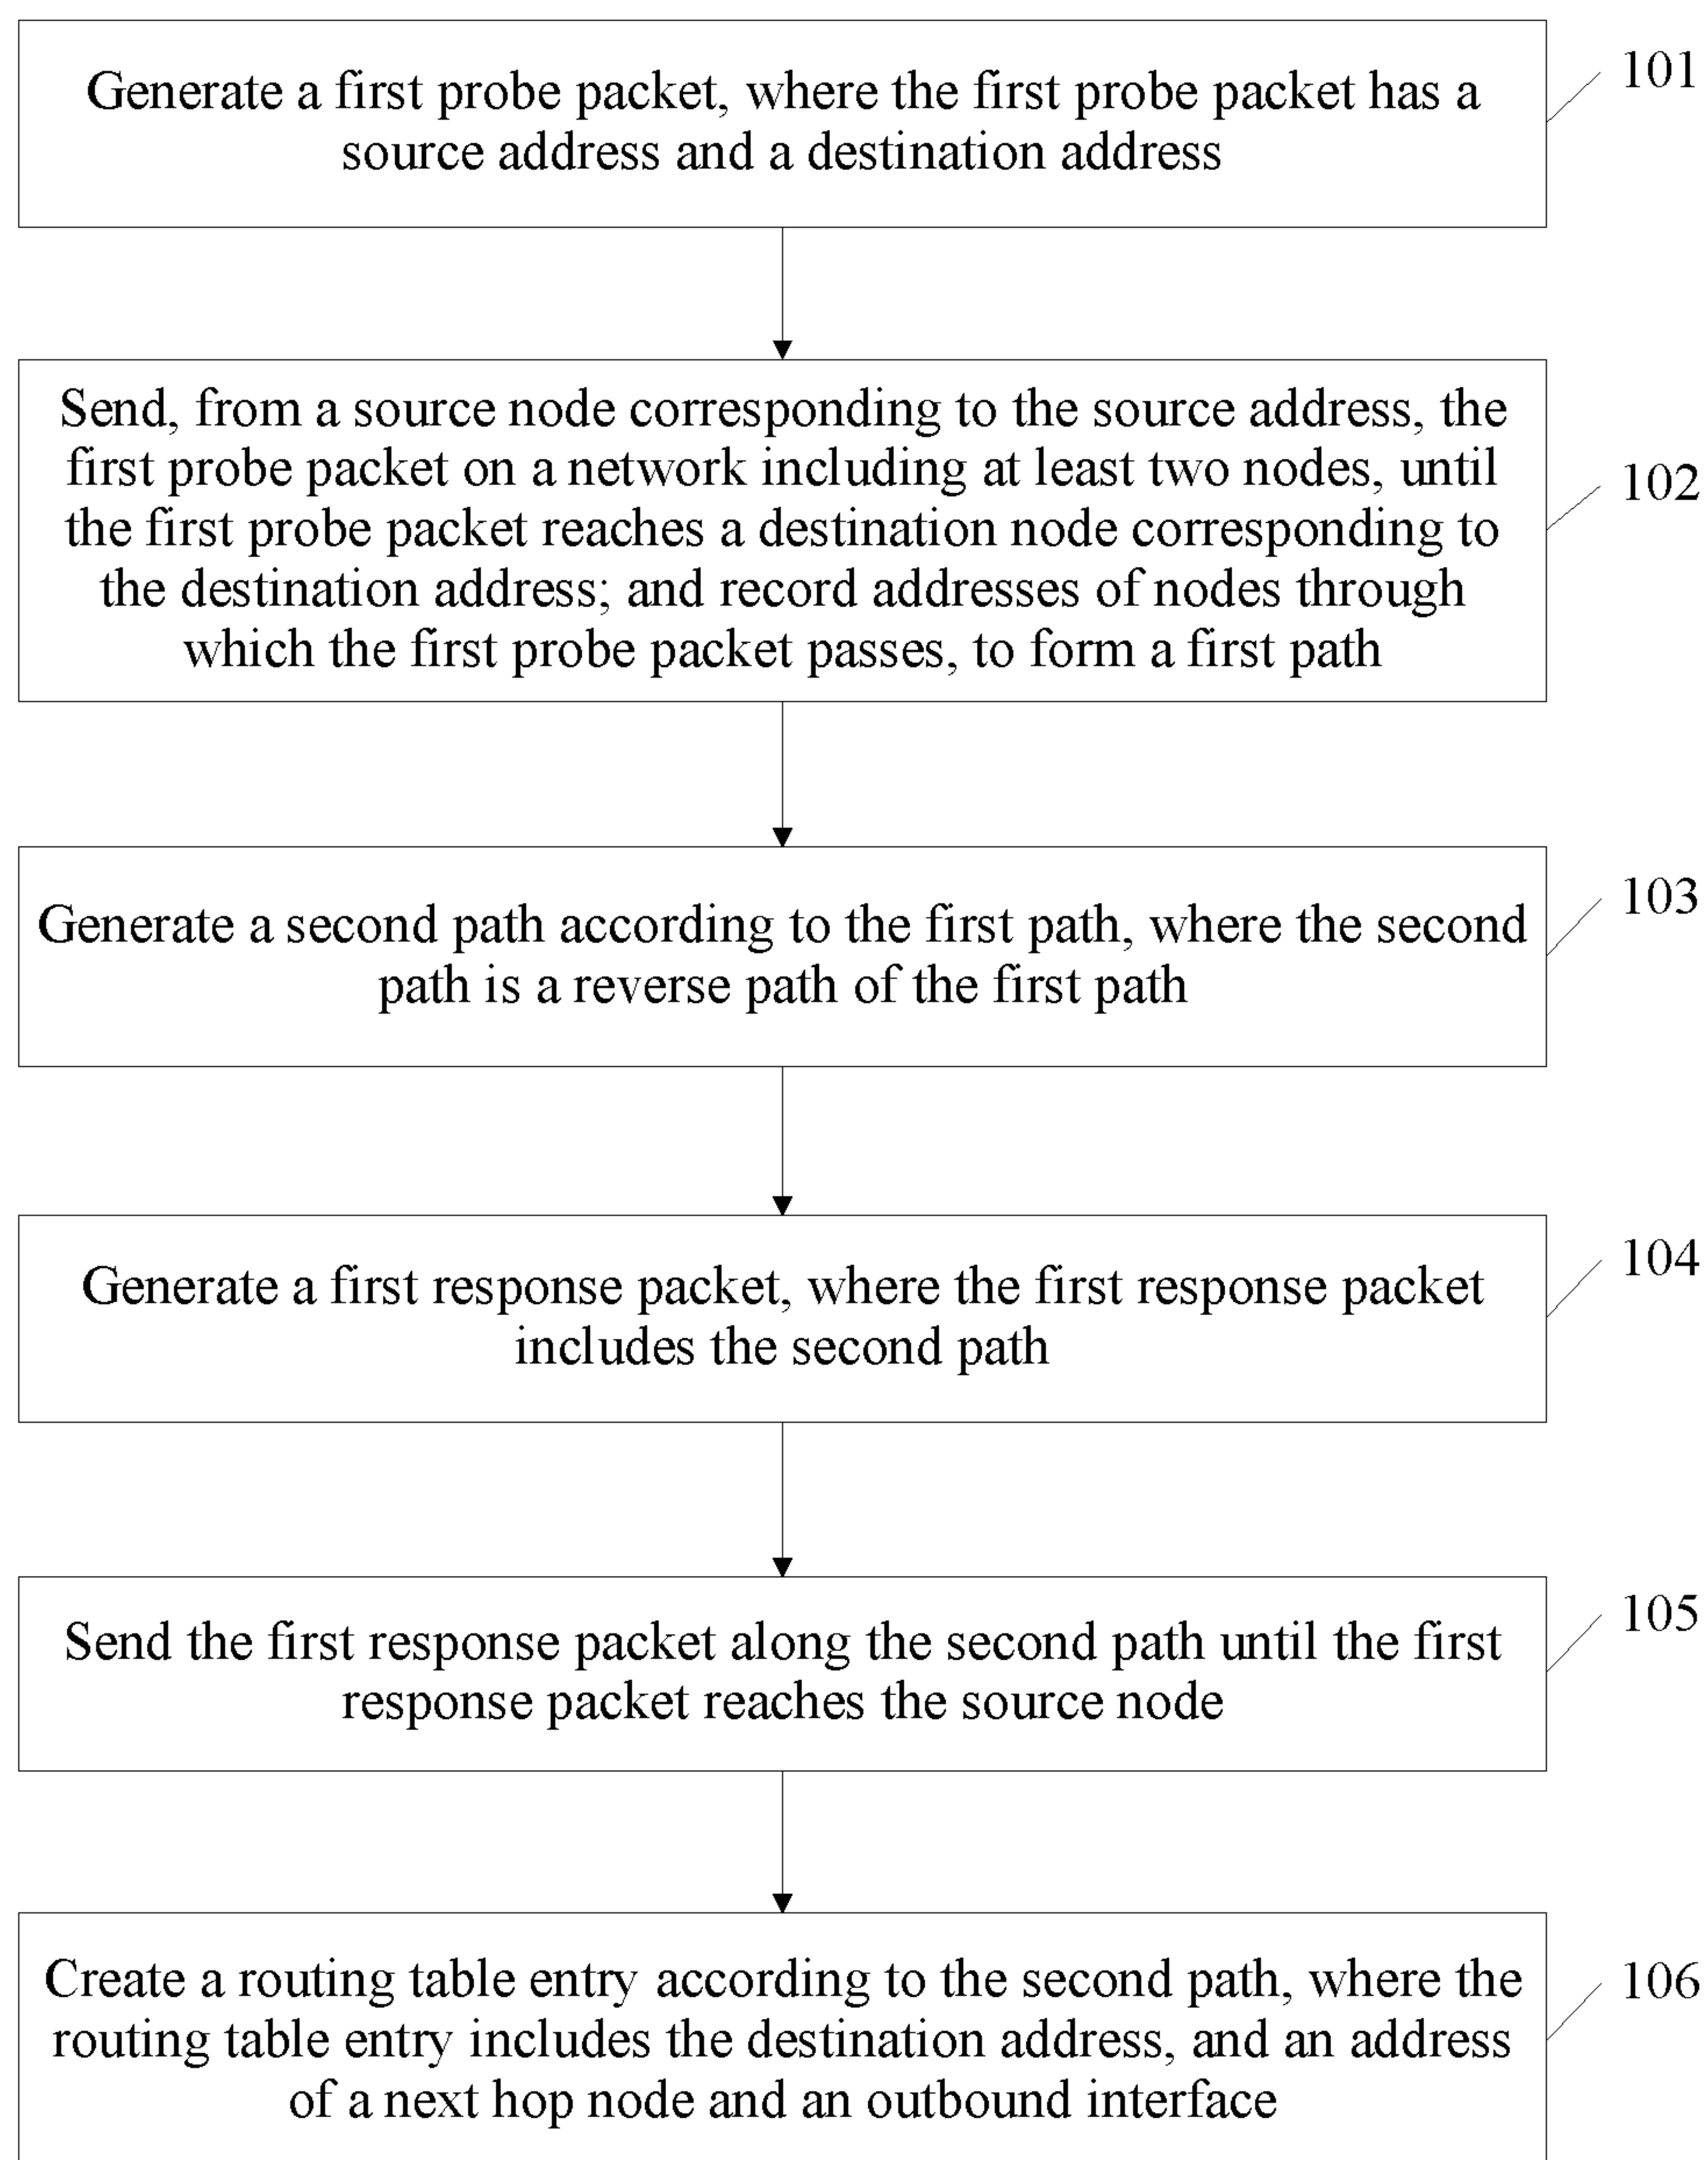 Generate a first probe packet, where the first probe packet has a
source address and a destination address
101
Send, from a source node corresponding to the source address, the
first probe packet on a network including at least two nodes, until
the first probe packet reaches a destination node corresponding to
the destination address; and record addresses of nodes through
which the first probe packet passes, to form a first path
102
Generate a second path according to the first path, where the second
path is a reverse path of the first path
103
Generate a first response packet, where the first response packet
includes the second path
104
Send the first response packet along the second path until the first
response packet reaches the source node
105
Create a routing table entry according to the second path, where the
routing table entry includes the destination address, and an address
of a next hop node and an outbound interface
106